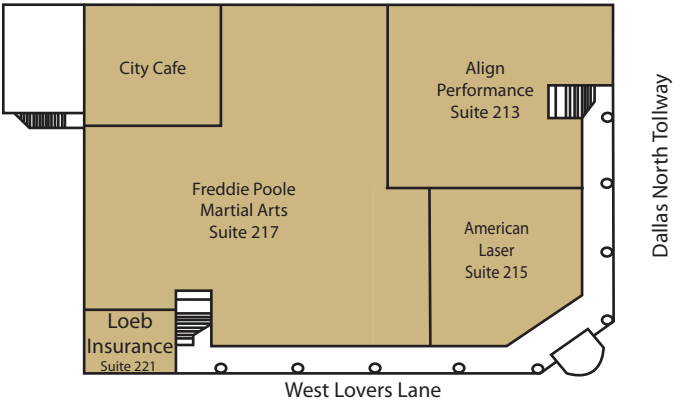 City Cafe
Align
Performance
Suite 213
Dallas North Tollway
Freddie Poole
Martial Arts
Suite 217
American
Laser
Suite 215
Loeb
Insurance
Suite 221
West Lovers Lane